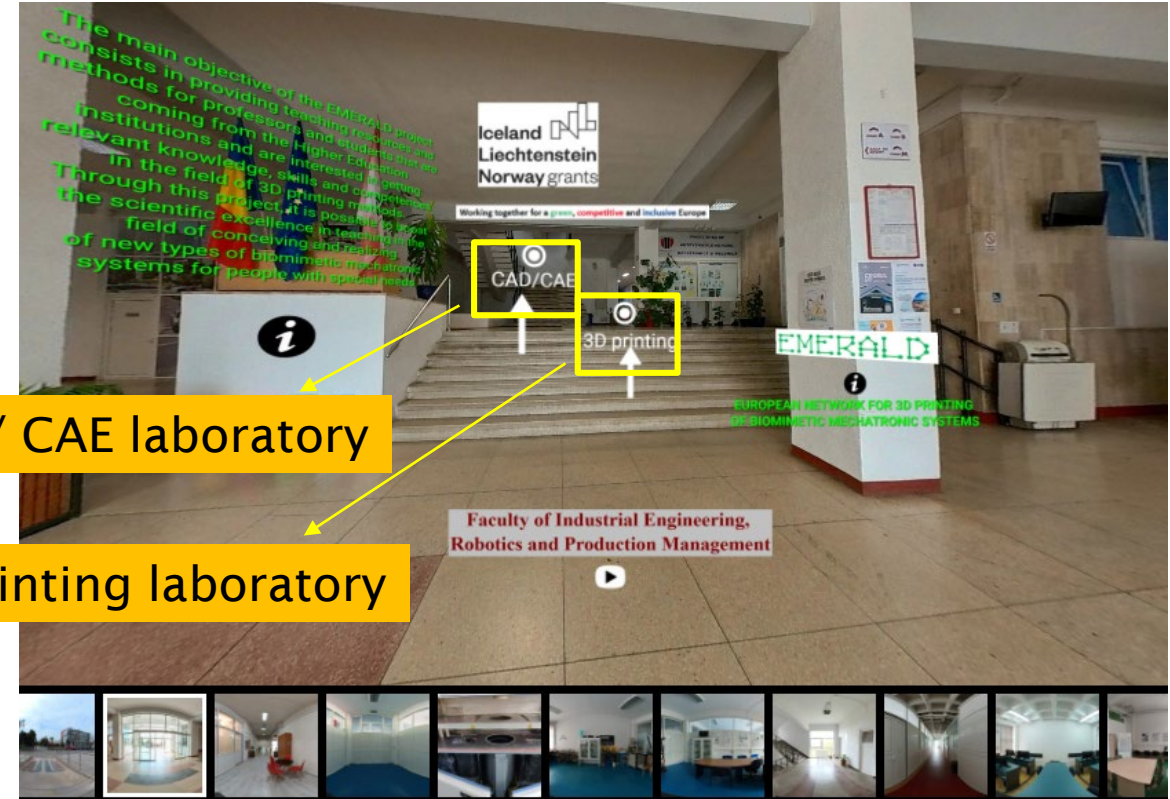 The main objective of the EMERALD project
consists in providing teaching resources and
methods for professors and students that are
coming from the Higher Education
institutions and are interested in getting
relevant knowledge, skills and competences
in the field of 3D printing methods.
Through this project, it is possible to boost
the scientific excellence in teaching in the
field of conceiving and realizing
of new types of biomimetic mechatronic
systems for people with special needs
Iceland
Liechtenstein
Norway grants
Working together for a green, competitive and inclusive Europe
CAD/CAE
3D printing
EMERALD
EUROPEAN NETWORK FOR 3D PRINTING
OF BIOMIMETIC MECHATRONIC SYSTEMS
/ CAE laboratory
inting laboratory
Faculty of Industrial Engineering,
Robotics and Production Management